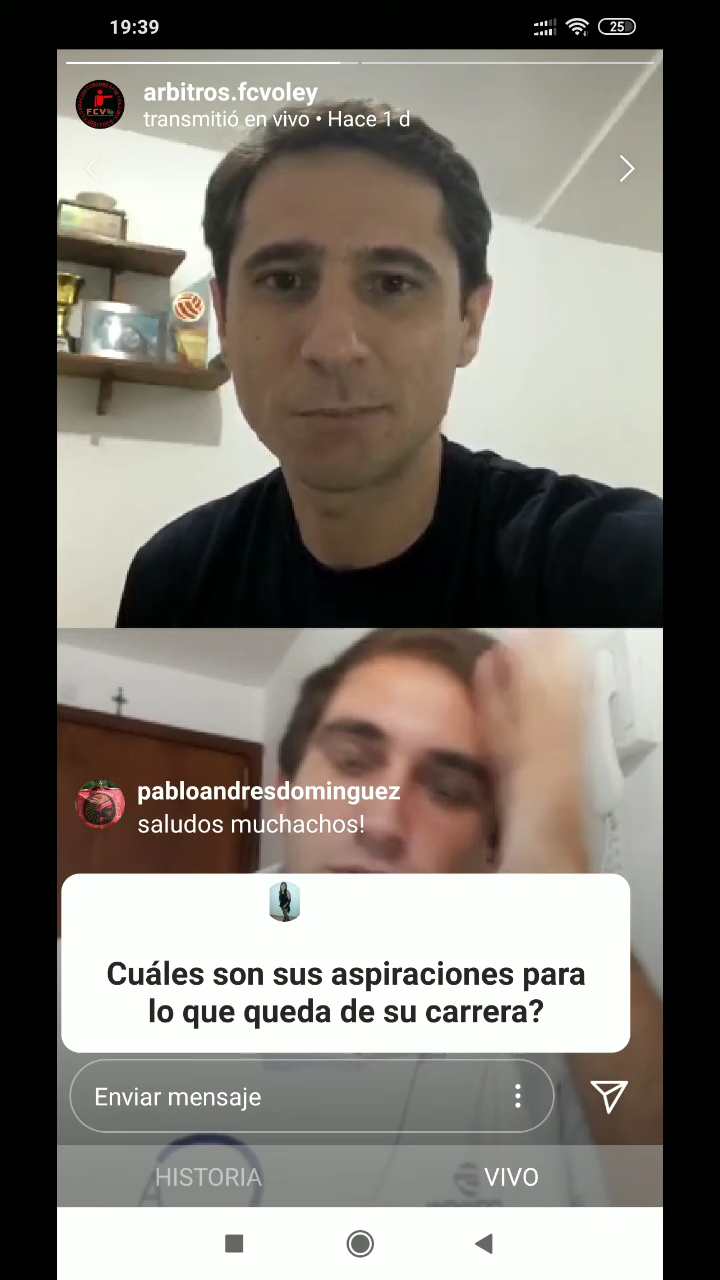 19:39
25
arbitros.fcvoley
transmitió en vivo • Hace 1 d
FCV
pabloandresdominguez
saludos muchachos!
Cuáles son sus aspiraciones para
lo que queda de su carrera?
Enviar mensaje
HISTORIA
VIVO